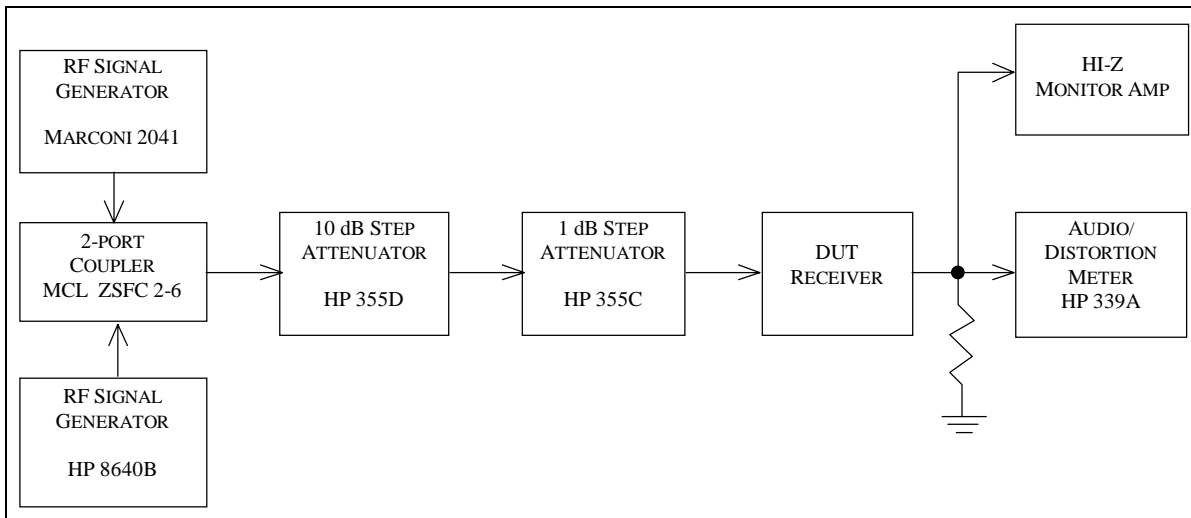 RF SIGNAL
GENERATOR
MARCONI 2041
2-PORT
COUPLER
MCL ZSFC 2-6
RF SIGNAL
GENERATOR
HP 8640B
10 dB STEP
ATTENUATOR
HP 355D
1 dB STEP
ATTENUATOR
HP 355C
DUT
RECEIVER
HI-Z
MONITOR AMP
AUDIO/
DISTORTION
METER
HP 339A